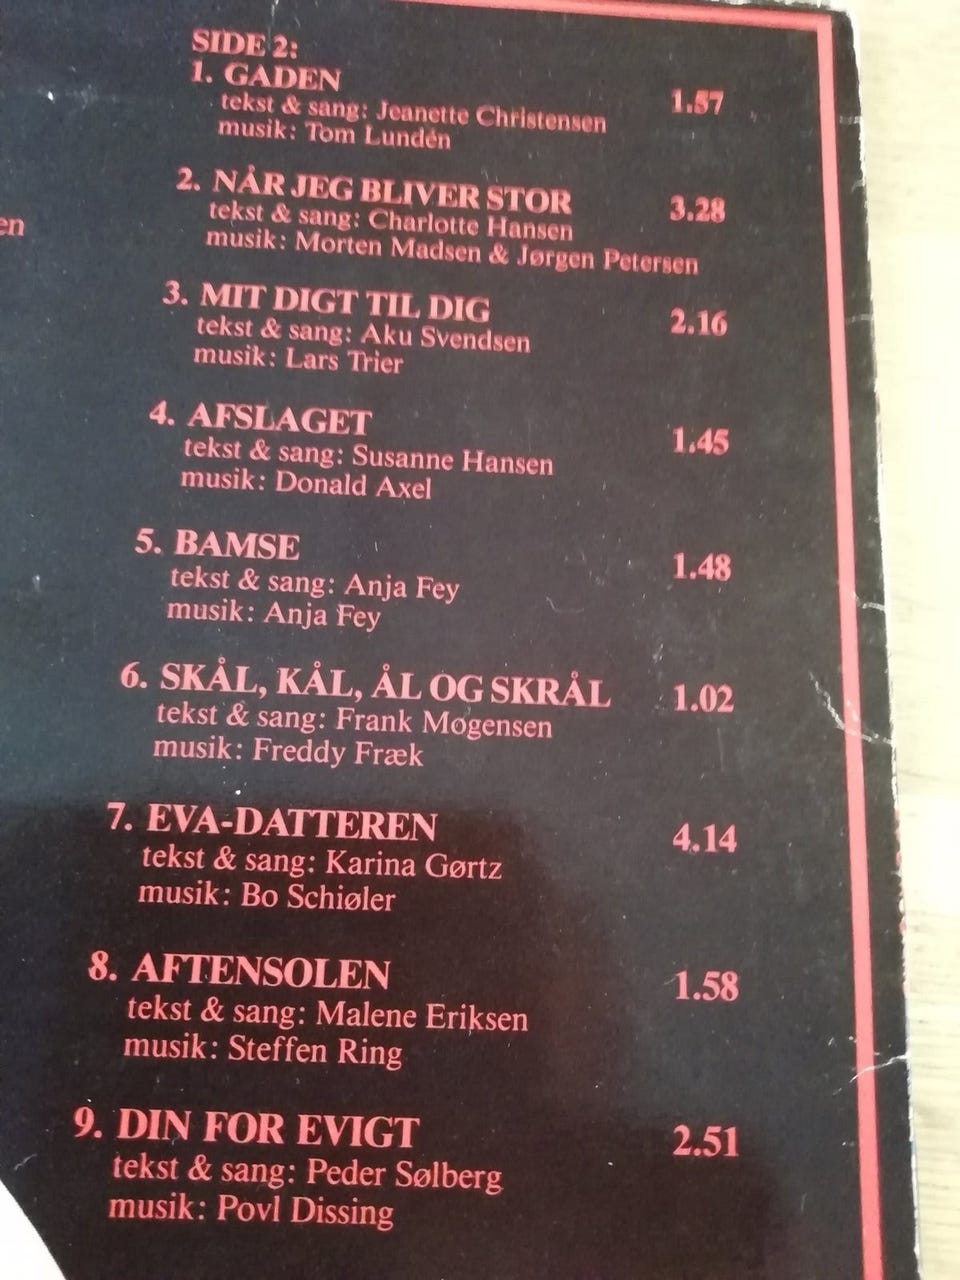 SIDE 2:
1. GADEN 1.57
tekst & sang: Jeanette Christensen
musik: Tom Lundén
2. NÅR JEG BLIVER STOR 3.28
tekst & sang: Charlotte Hansen
musik: Morten Madsen & Jørgen Petersen
en
3. MIT DIGT TIL DIG 2.16
tekst & sang: Aku Svendsen
musik: Lars Trier
4. AFSLAGET 1.45
tekst & sang: Susanne Hansen
musik: Donald Axel
5. BAMSE 1.48
tekst & sang: Anja Fey
musik: Anja Fey
6. SKÅL, KÅL, ÅL OG SKRÅL 1.02
tekst & sang: Frank Mogensen
musik: Freddy Fræk
7. EVA-DATTEREN 4.14
tekst & sang: Karina Gørtz
musik: Bo Schiøler
8. AFTENSOLEN 1.58
tekst & sang: Malene Eriksen
musik: Steffen Ring
9. DIN FOR EVIGT 2.51
tekst & sang: Peder Sølberg
musik: Povl Dissing